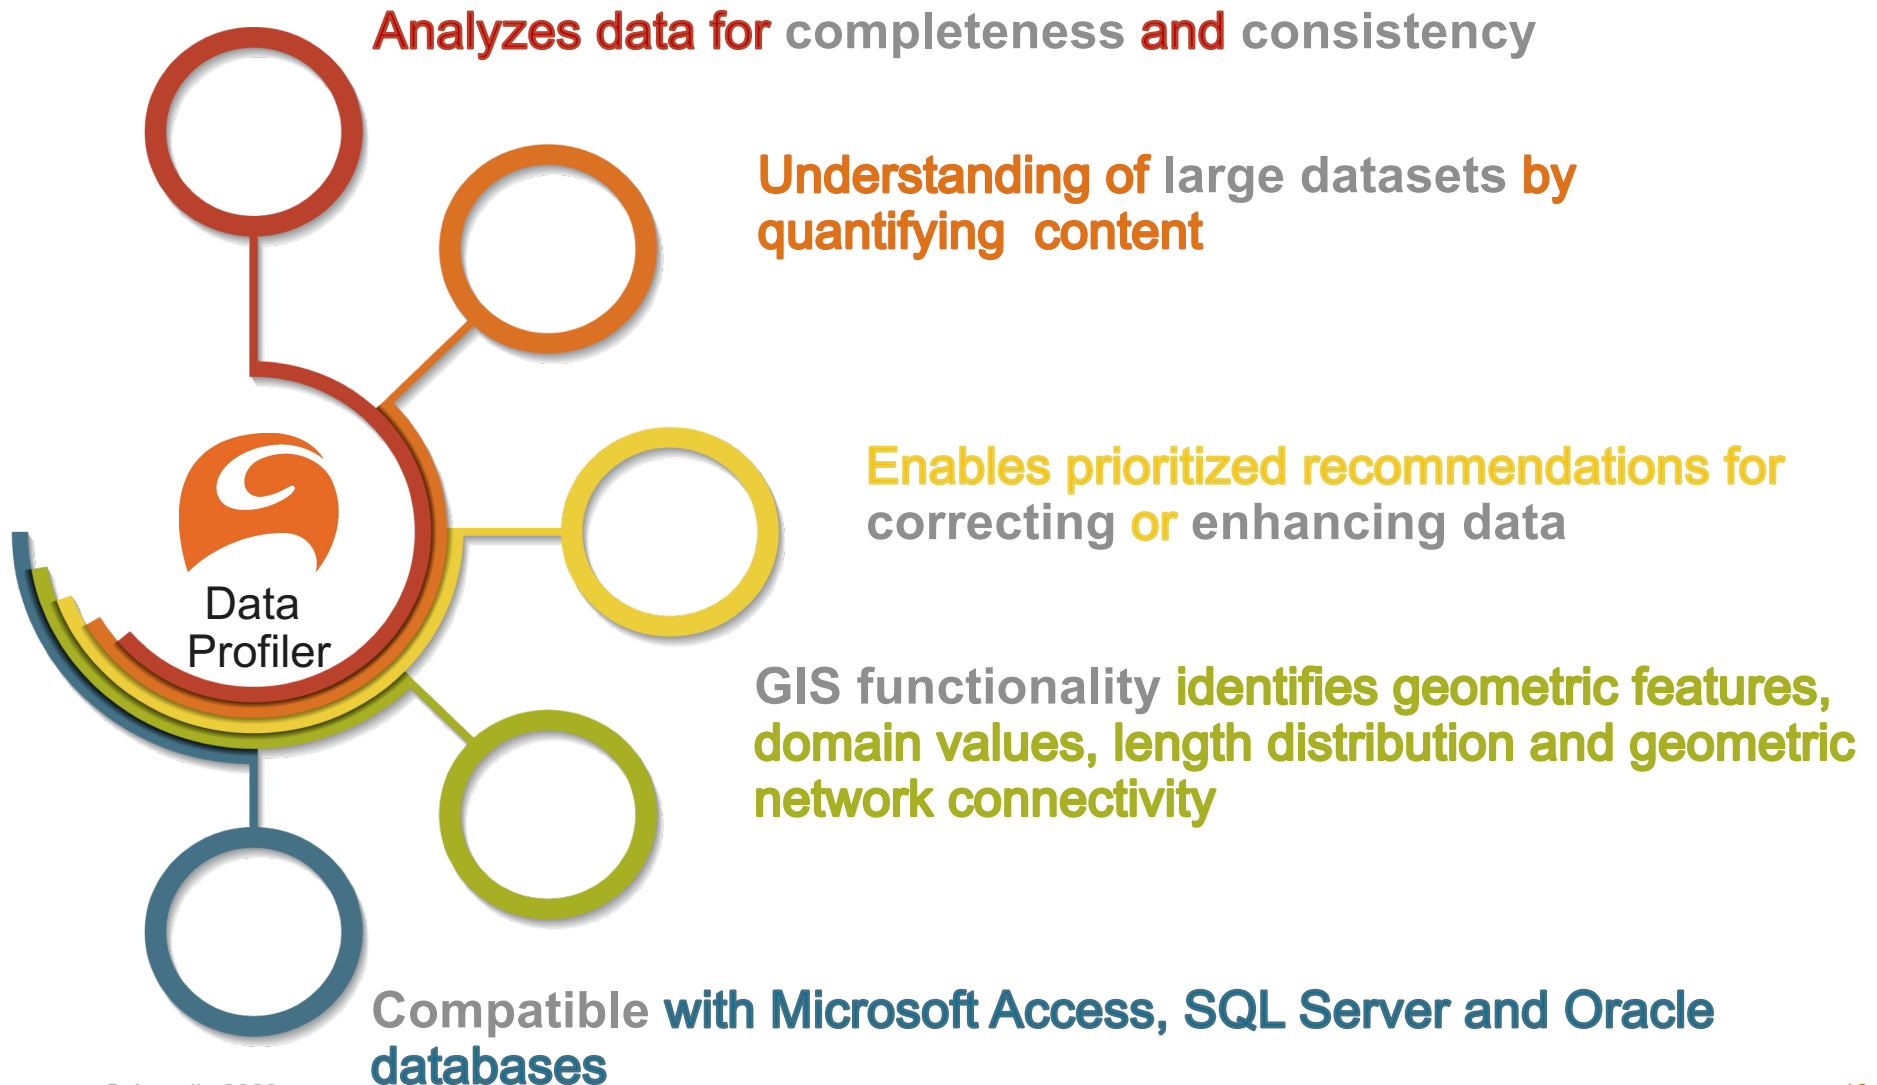 Analyzes data for completeness and consistency
Understanding of large datasets by
quantifying content
Enables prioritized recommendations for
correcting or enhancing data
Data
Profiler
GIS functionality identifies geometric features,
domain values, length distribution and geometric
network connectivity
Compatible with Microsoft Access, SQL Server and Oracle
databases